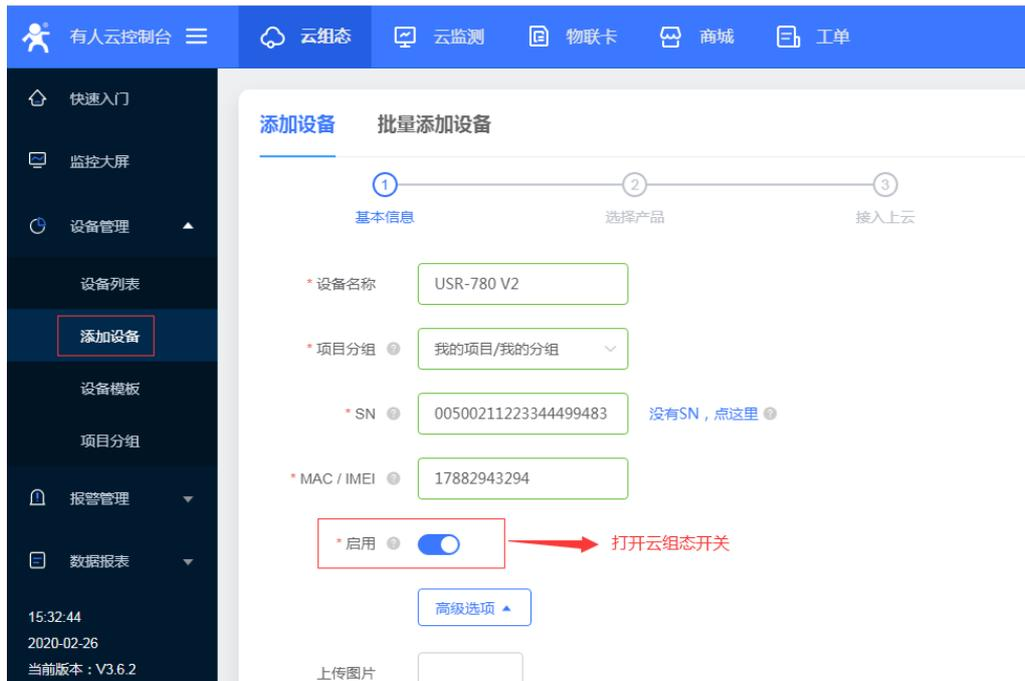 有人云控制台 云组态 云监测 物联卡 商城 工单
快速入门
监控大屏
设备管理
设备列表
添加设备
设备模板
项目分组
报警管理
数据报表
15:32:44
2020-02-26
当前版本：V3.6.2
添加设备 批量添加设备
1 2 3
基本信息 选择产品 接入上云
* 设备名称 USR-780 V2
* 项目分组 ? 我的项目/我的分组
* SN ? 00500211223344499483 没有SN，点这里 ?
* MAC / IMEI ? 17882943294
* 启用 ? 打开云组态开关
高级选项
上传图片